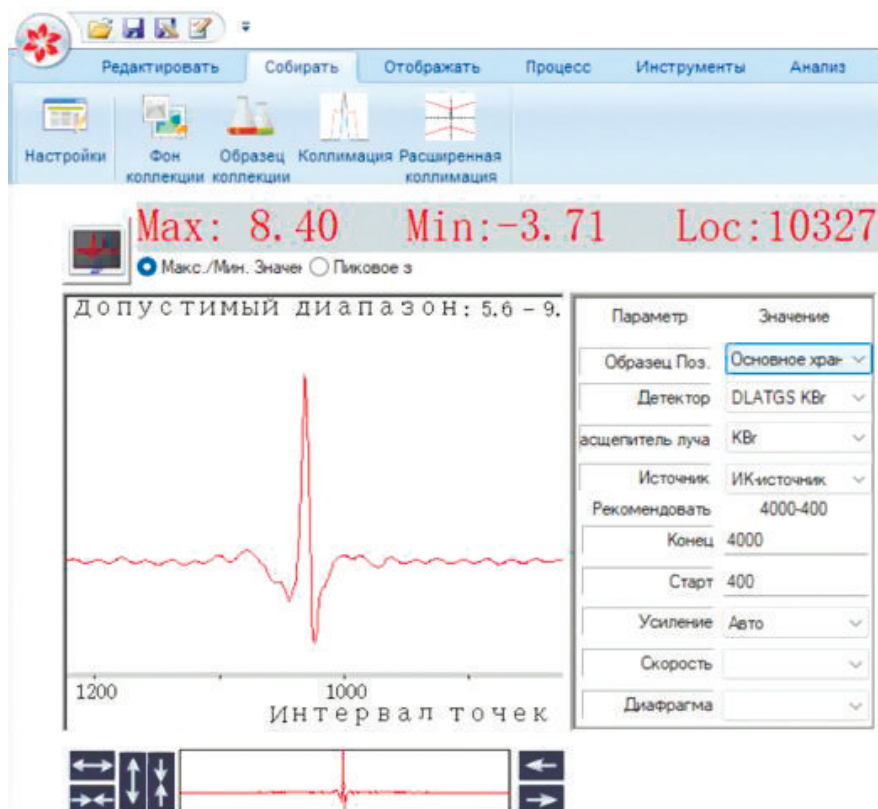 Редактировать Собирать Отображать Процесс Инструменты Анализ
Настройки Фон коллекции Образец коллекции Коллимация Расширенная коллимация
Max: 8.40 Min:-3.71 Loc:10327
Макс./Мин. Значен Пиковое з
Допустимый диапазон: 5.6 - 9.
Параметр Значение
Образец Поз. Основное хран
Детектор DLATGS KBr
асщепитель луча KBr
Источник ИК-источник
Рекомендовать 4000-400
Конец 4000
Старт 400
Усиление Авто
Скорость
Диафрагма
1200 1000
Интервал точек